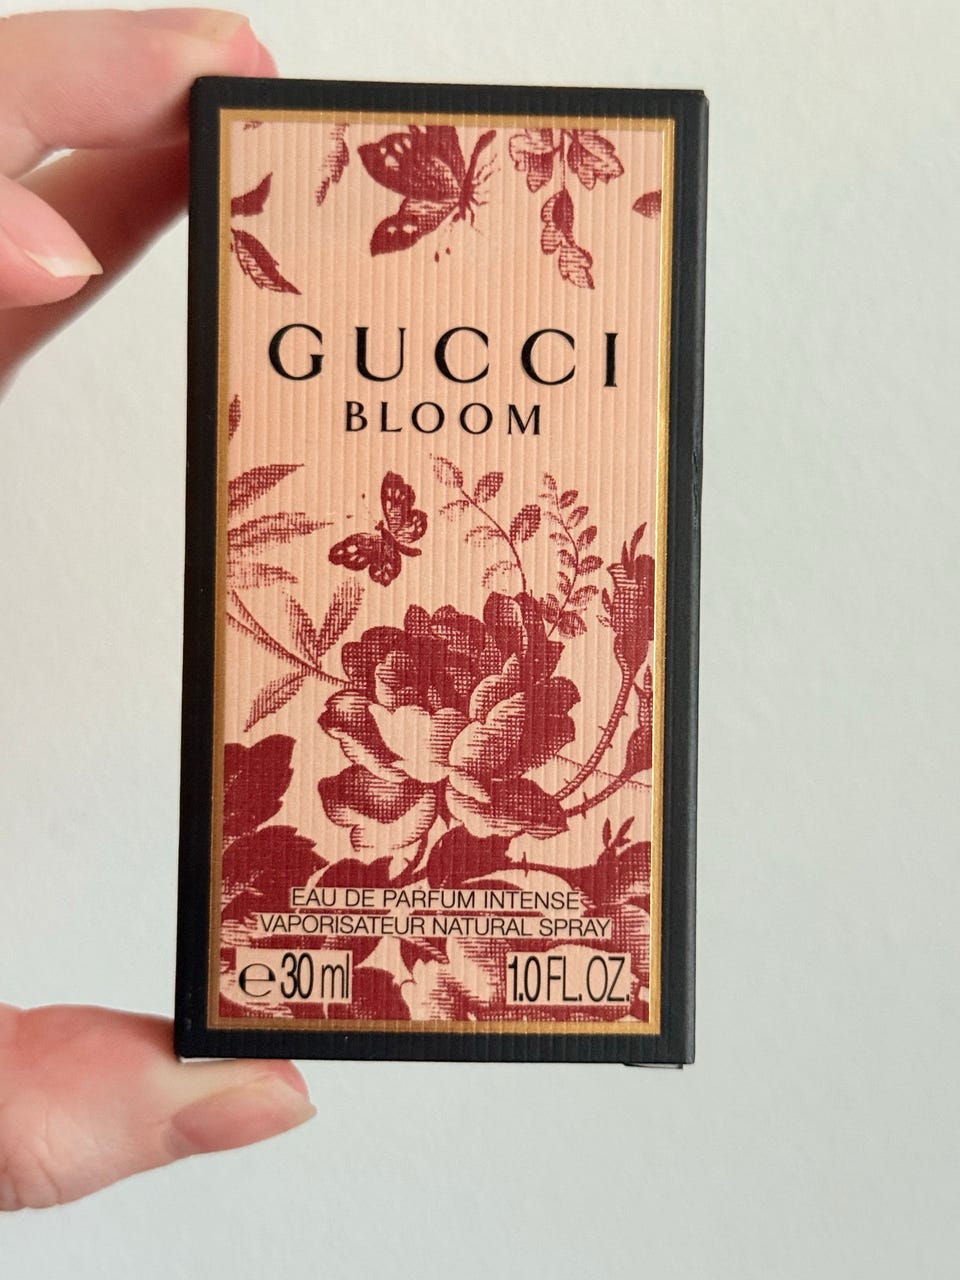 GUCCI
BLOOM
EAU DE PARFUM INTENSE
VAPORISATEUR NATURAL SPRAY
℮ 30 ml 1.0 FL. OZ.